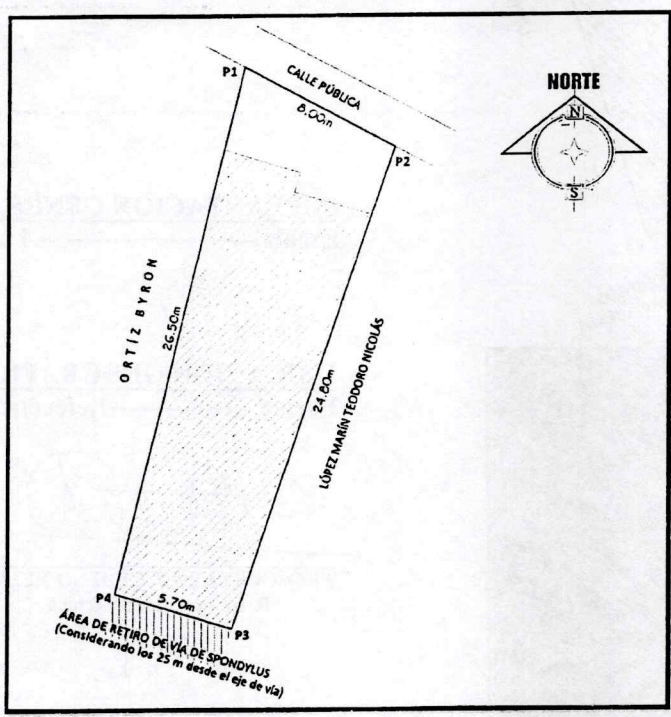 P1
CALLE PÚBLICA
8.00m
P2
NORTE
N
S
ORTÍZ BYRON
26.50m
24.80m
LÓPEZ MARÍN TEODORO NICOLÁS
P4
5.70m
P3
ÁREA DE RETIRO DE VÍA DE SPONDYLUS
(Considerando los 25 m desde el eje de vía)